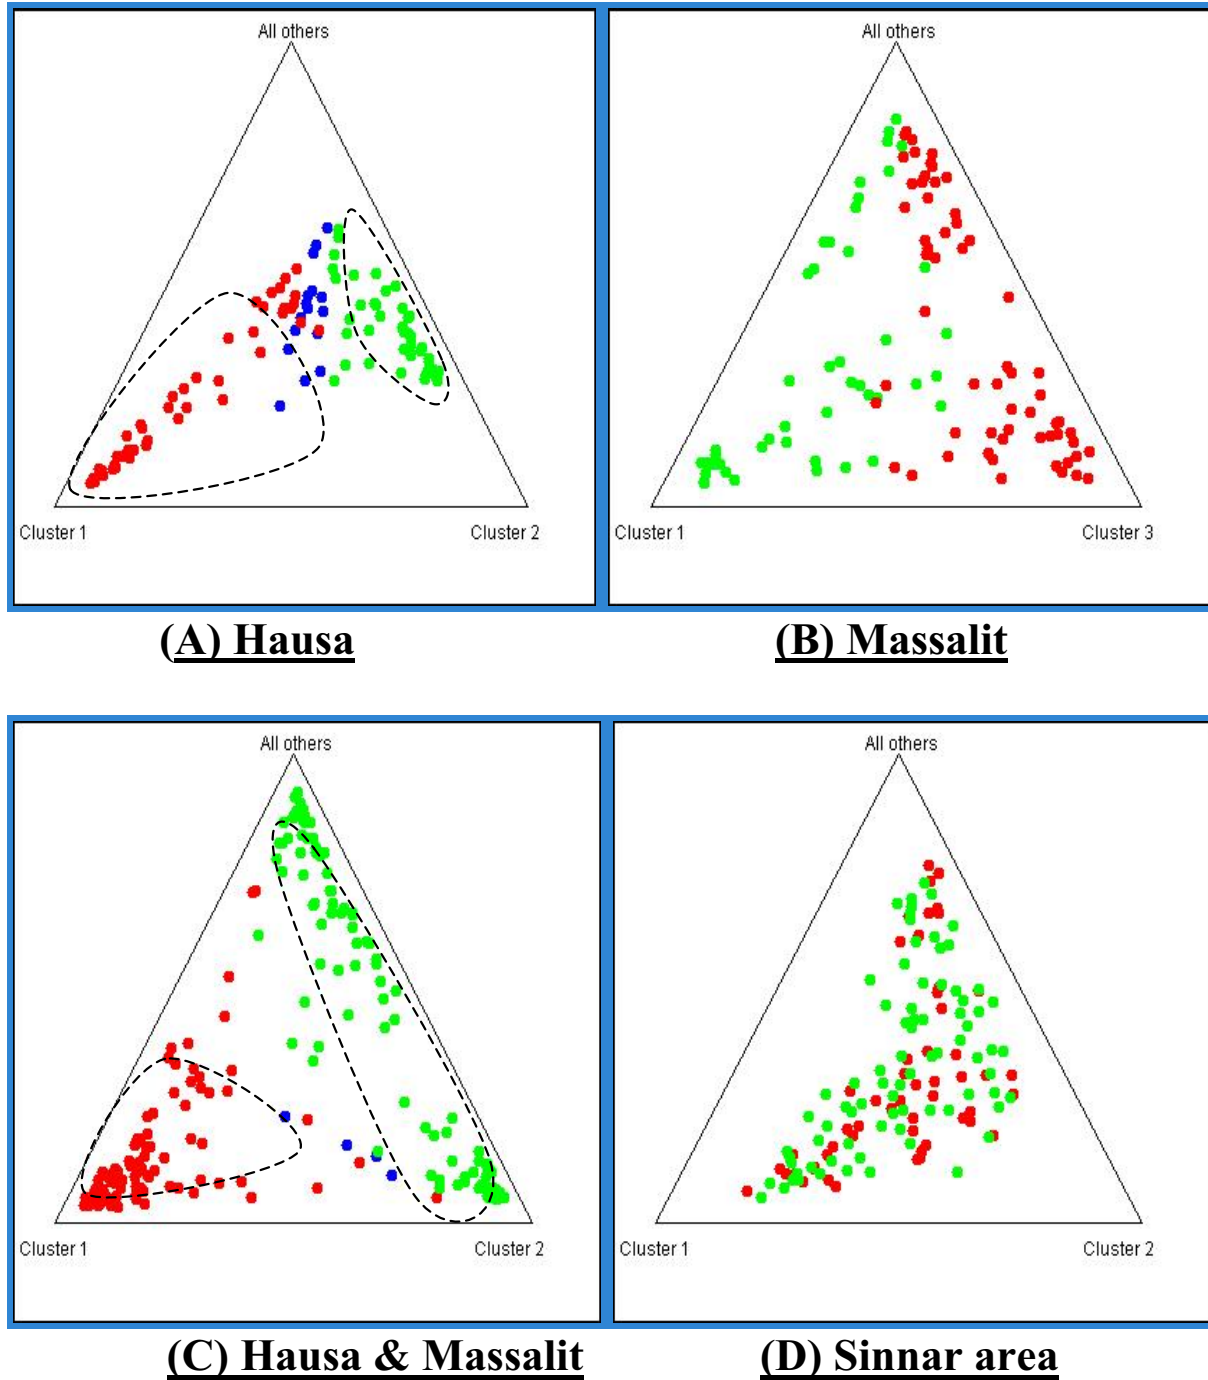 All others
All others
Cluster 1
Cluster 2
Cluster 1
Cluster 3
(A) Hausa
(B) Massalit
All others
All others
Cluster 1
Cluster 2
Cluster 1
Cluster 2
(C) Hausa & Massalit
(D) Sinnar area